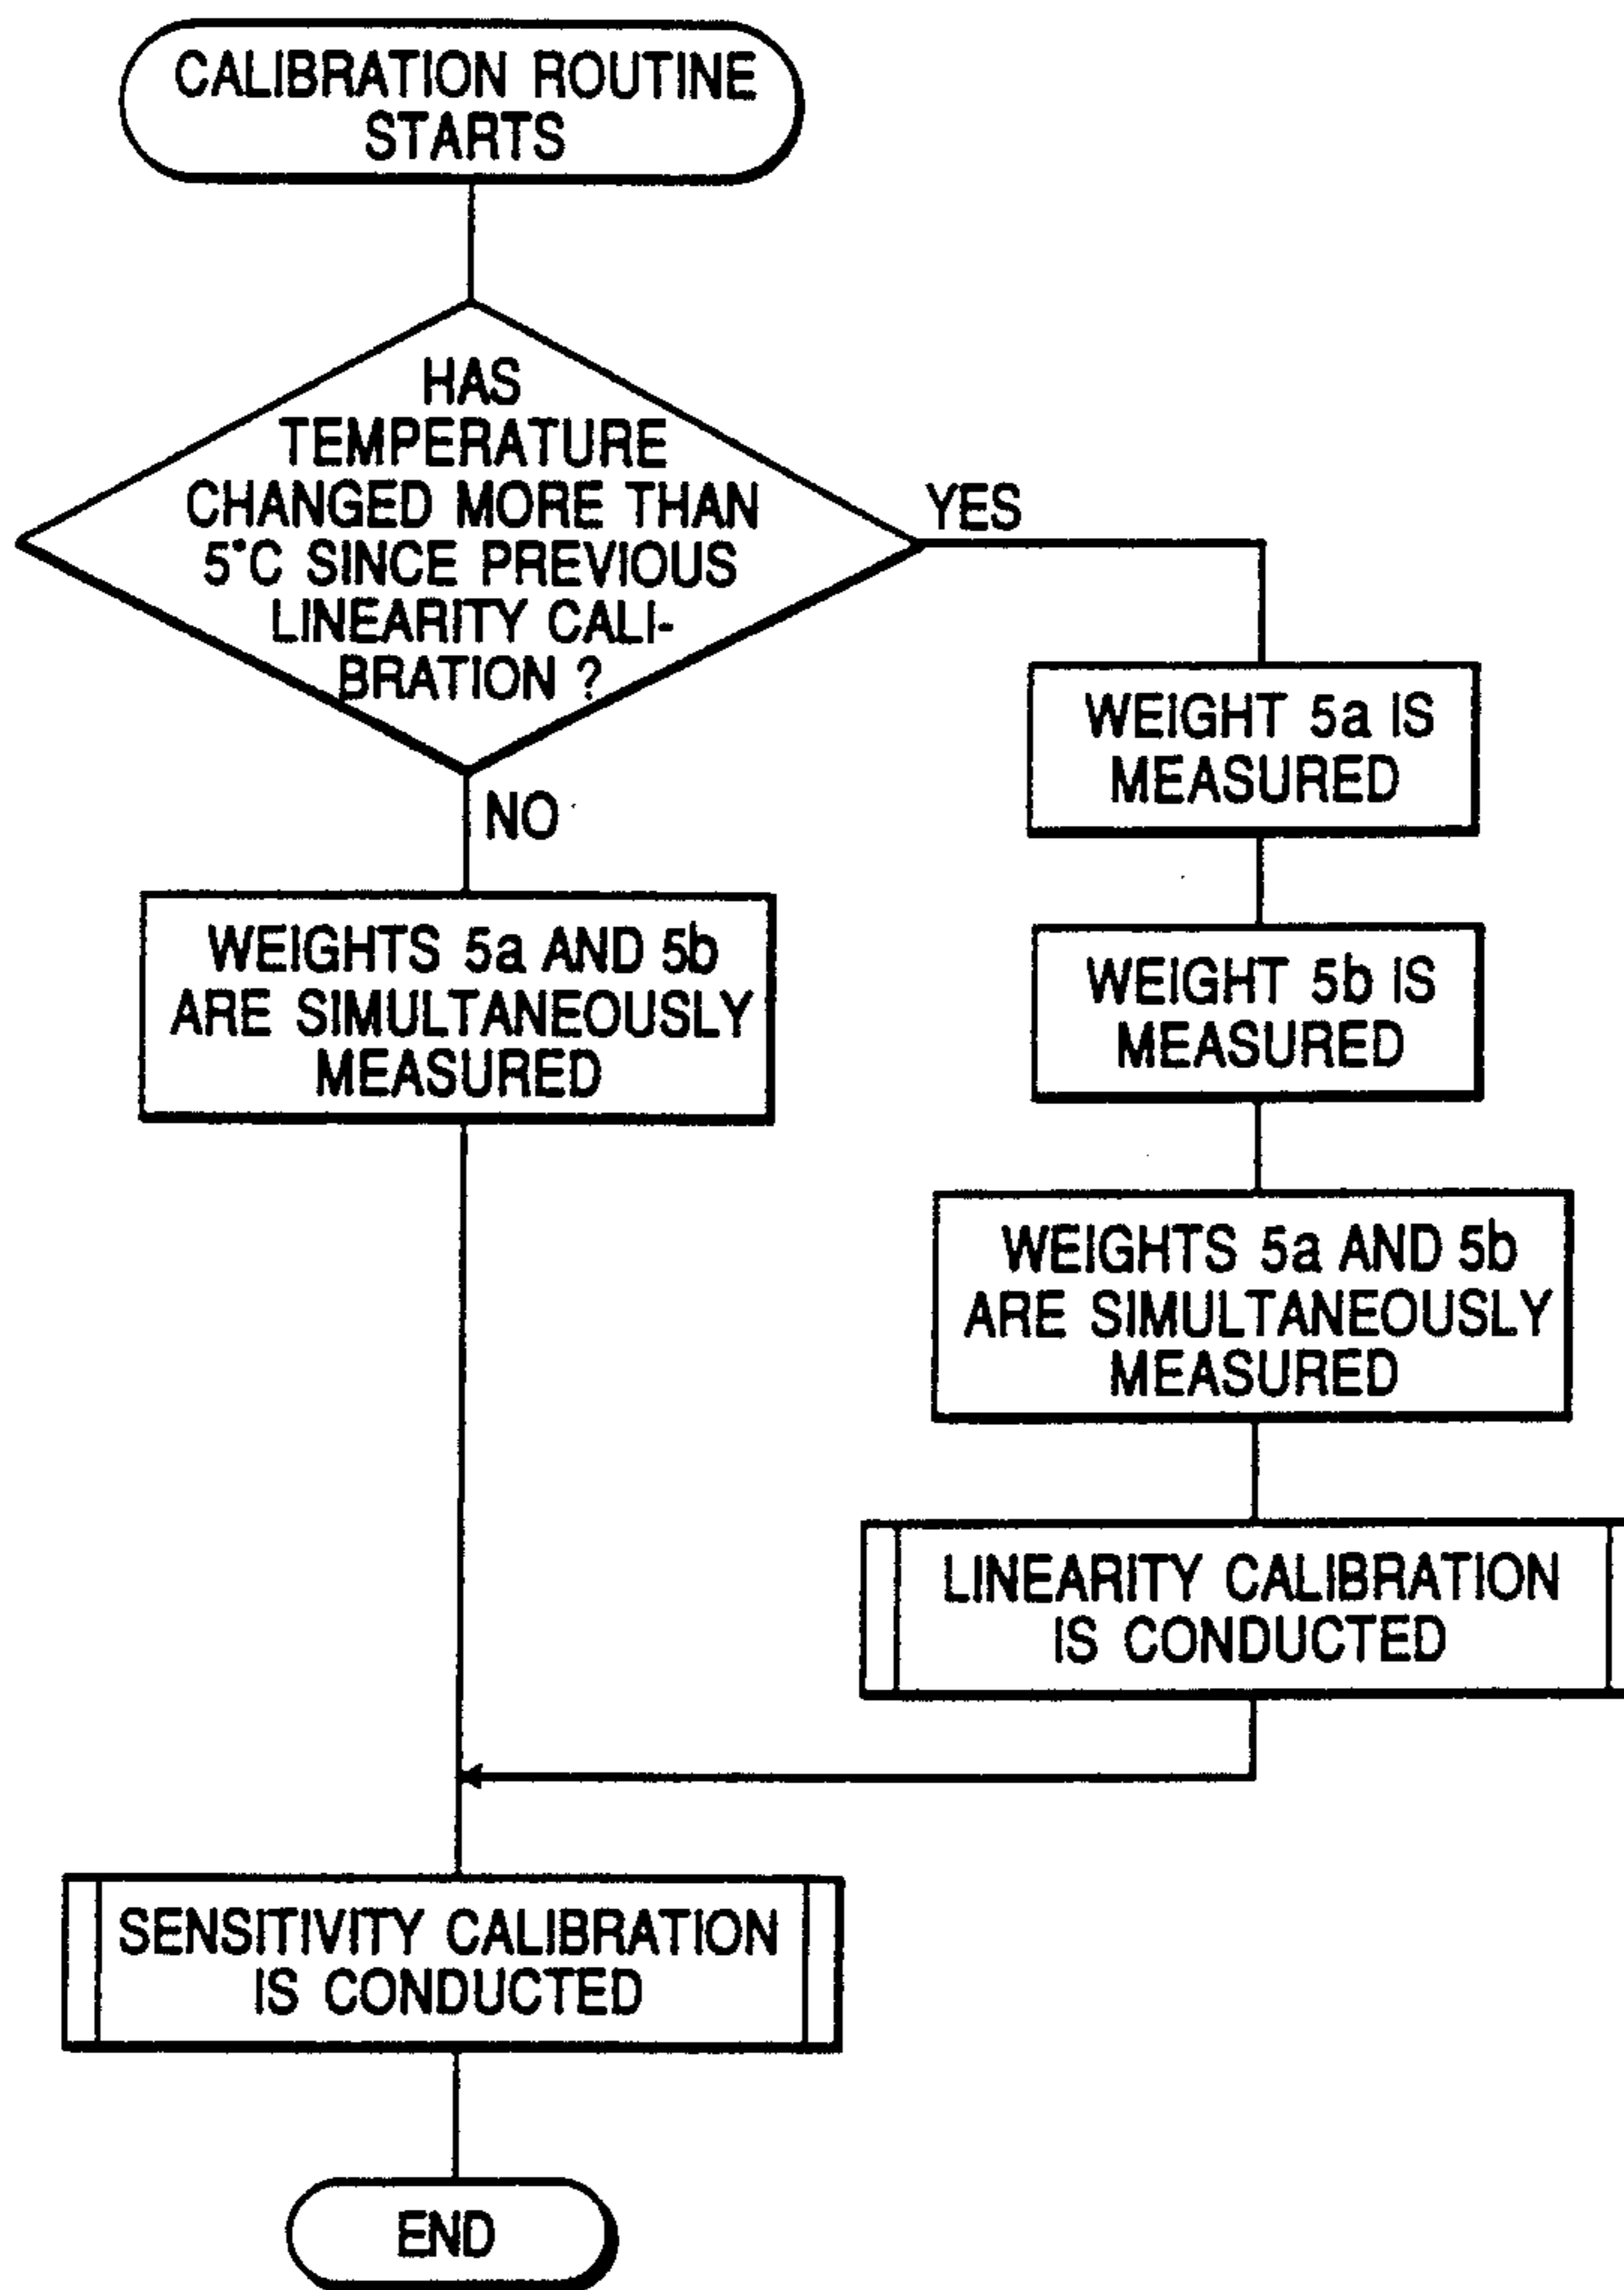 CALIBRATION ROUTINE
STARTS
HAS
TEMPERATURE
CHANGED MORE THAN
5°C SINCE PREVIOUS
LINEARITY CALI-
BRATION ?
YES
NO
WEIGHT 5a IS
MEASURED
WEIGHT 5b IS
MEASURED
WEIGHTS 5a AND 5b
ARE SIMULTANEOUSLY
MEASURED
WEIGHTS 5a AND 5b
ARE SIMULTANEOUSLY
MEASURED
LINEARITY CALIBRATION
IS CONDUCTED
SENSITIVITY CALIBRATION
IS CONDUCTED
END